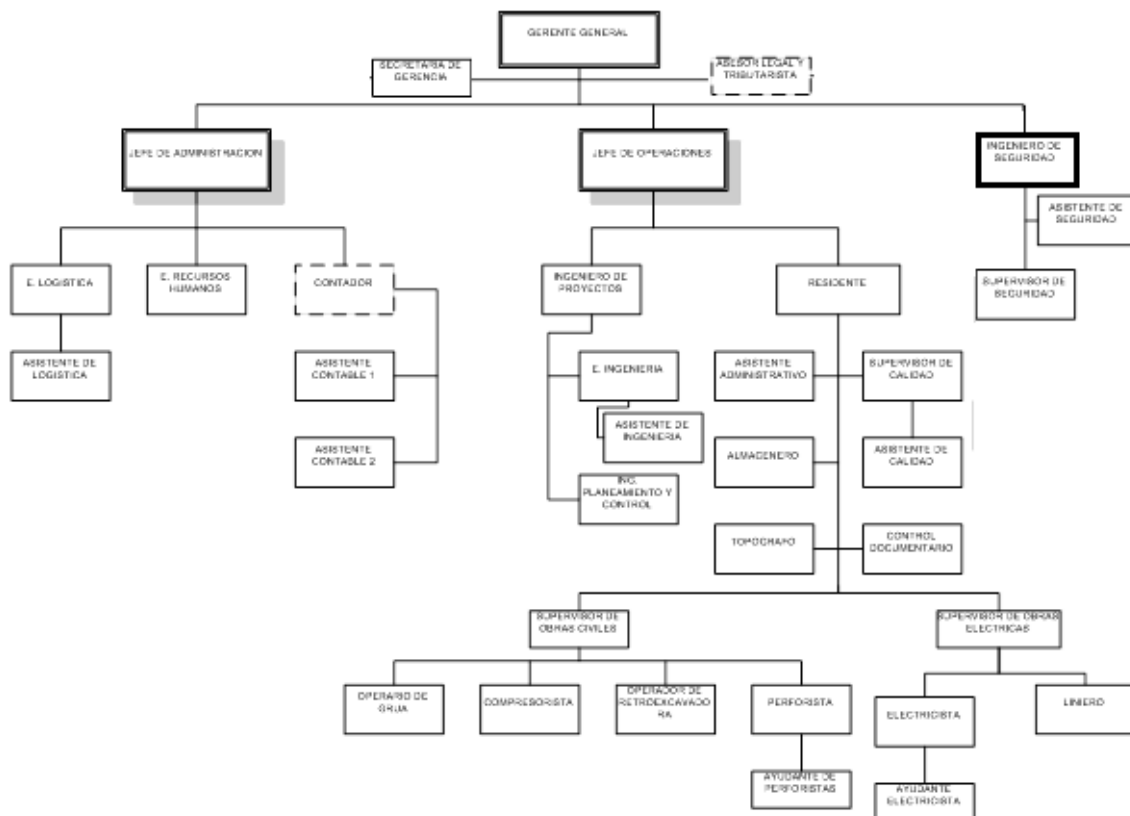 GERENTE GENERAL
SECRETARIA DE
GERENCIA
ASESOR LEGAL Y
TRIBUTARISTA
JEFE DE ADMINISTRACION
JEFE DE OPERACIONES
INGENIERO DE
SEGURIDAD
ASISTENTE DE
SEGURIDAD
SUPERVISOR DE
SEGURIDAD
E. LOGISTICA
E. RECURSOS
HUMANOS
CONTADOR
INGENIERO DE
PROYECTOS
RESIDENTE
ASISTENTE DE
LOGISTICA
ASISTENTE
CONTABLE 1
ASISTENTE
CONTABLE 2
E. INGENIERIA
ASISTENTE DE
INGENIERIA
ING.
PLANEAMIENTO Y
CONTROL
ASISTENTE
ADMINISTRATIVO
SUPERVISOR DE
CALIDAD
ALMACENERO
ASISTENTE DE
CALIDAD
TOPOGRAFO
CONTROL
DOCUMENTARIO
SUPERVISOR DE
OBRAS CIVILES
SUPERVISOR DE OBRAS
ELECTRICAS
OPERARIO DE
GRUA
COMPRESORISTA
OPERADOR DE
RETROEXCAVADO
RA
PERFORISTA
ELECTRICISTA
LINIERO
AYUDANTE DE
PERFORISTAS
AYUDANTE
ELECTRICISTA